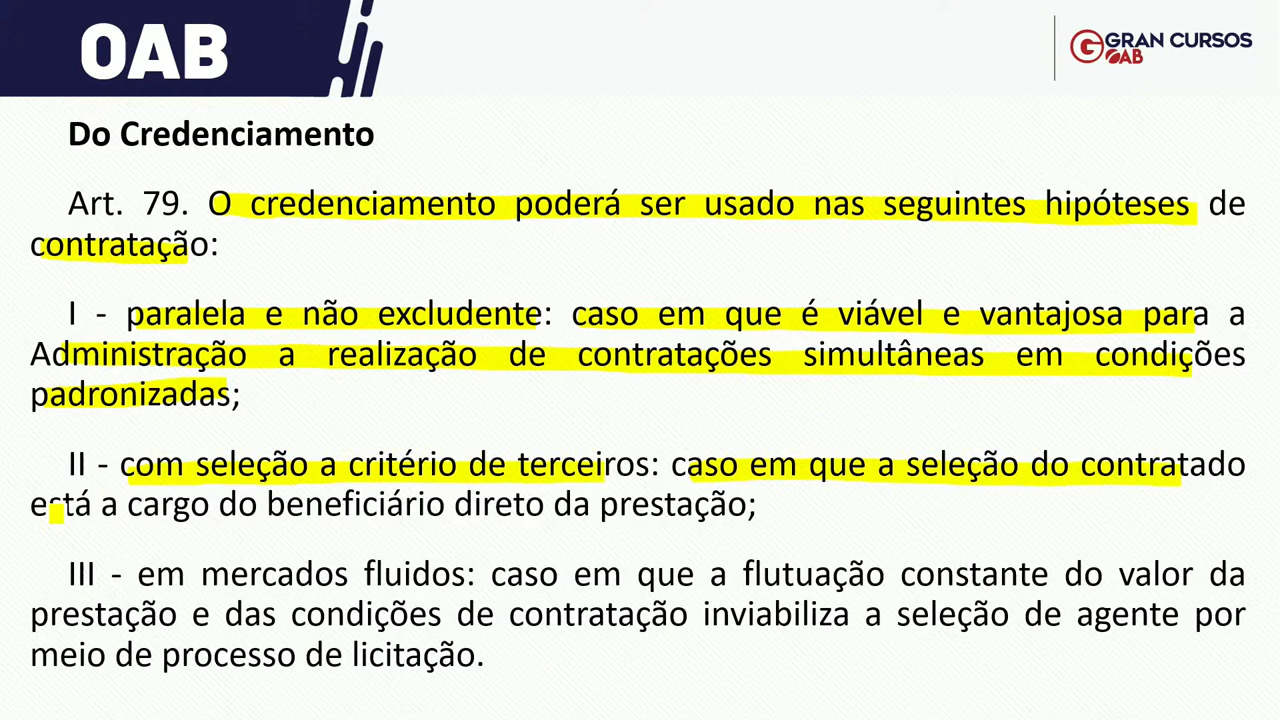 OAB
GRAN CURSOS
OAB
Do Credenciamento
Art. 79. O credenciamento poderá ser usado nas seguintes hipóteses de
contratação:
I - paralela e não excludente: caso em que é viável e vantajosa para a
Administração a realização de contratações simultâneas em condições
padronizadas;
II - com seleção a critério de terceiros: caso em que a seleção do contratado
está a cargo do beneficiário direto da prestação;
III - em mercados fluidos: caso em que a flutuação constante do valor da
prestação e das condições de contratação inviabiliza a seleção de agente por
meio de processo de licitação.